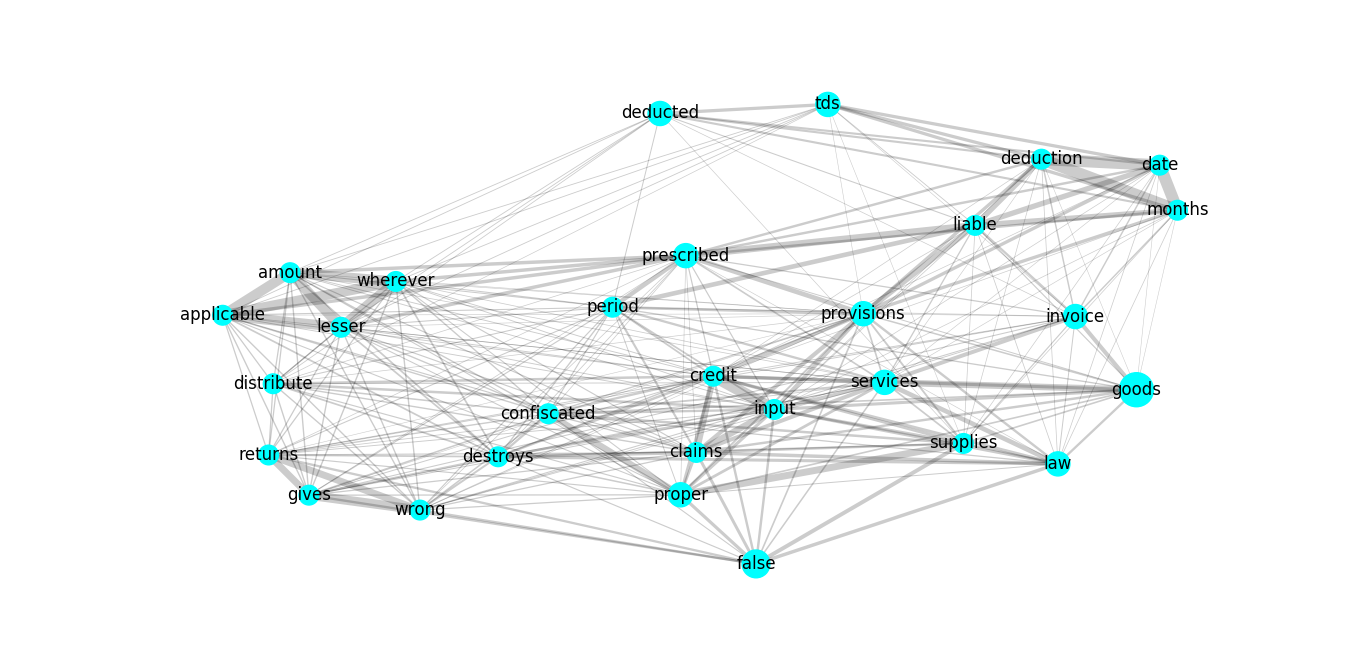 tds
deducted
deduction
date
months
liable
prescribed
amount
wherever
period
provisions
applicable
invoice
lesser
credit
services
distribute
goods
input
confiscated
supplies
claims
returns
destroys
law
gives
proper
wrong
false